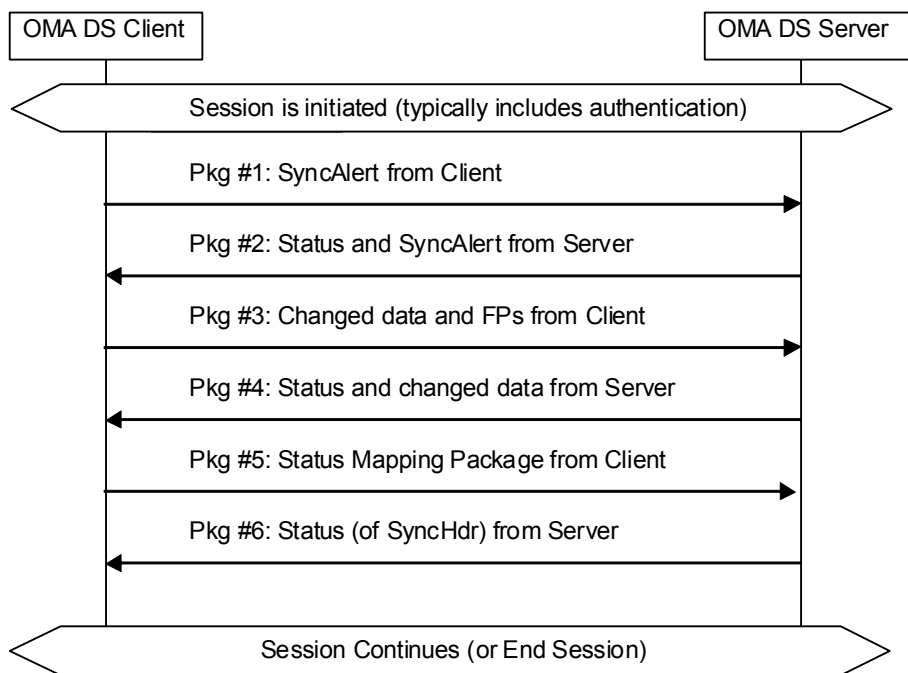 OMA DS Client
OMA DS Server
Session is initiated (typically includes authentication)
Pkg #1: SyncAlert from Client
Pkg #2: Status and SyncAlert from Server
Pkg #3: Changed data and FPs from Client
Pkg #4: Status and changed data from Server
Pkg #5: Status Mapping Package from Client
Pkg #6: Status (of SyncHdr) from Server
Session Continues (or End Session)